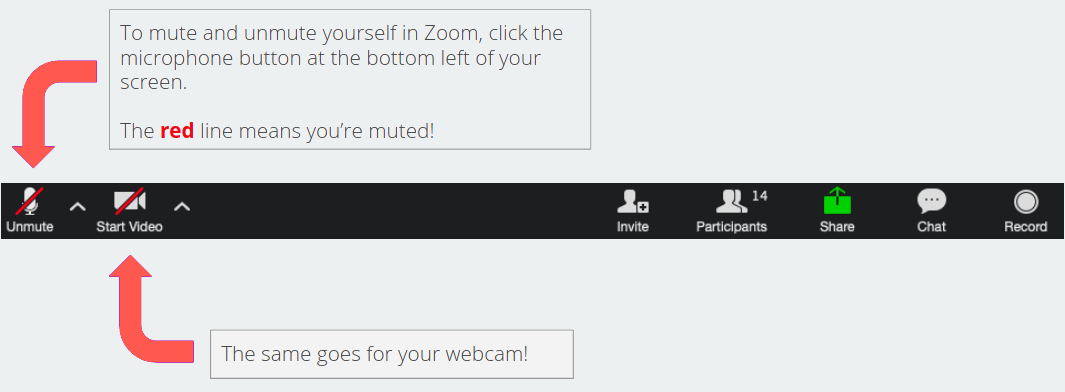 To mute and unmute yourself in Zoom, click the
microphone button at the bottom left of your
screen.
The red line means you’re muted!
14
Unmute Start Video Invite Participants Share Chat Record
The same goes for your webcam!